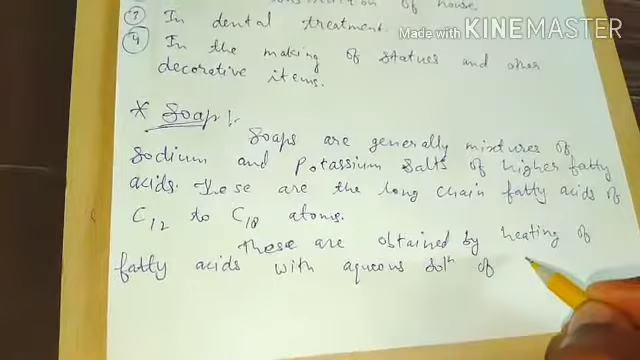 of house
③ In dental treatment.
Made with KINEMASTER
④ In the making of statues and other
decorative items.
* Soap :-
Soaps are generally mixtures of
sodium and potassium salts of higher fatty
acids. These are the long chain fatty acids of
C12 to C18 atoms.
These are obtained by heating of
fatty acids with aqueous solⁿ of